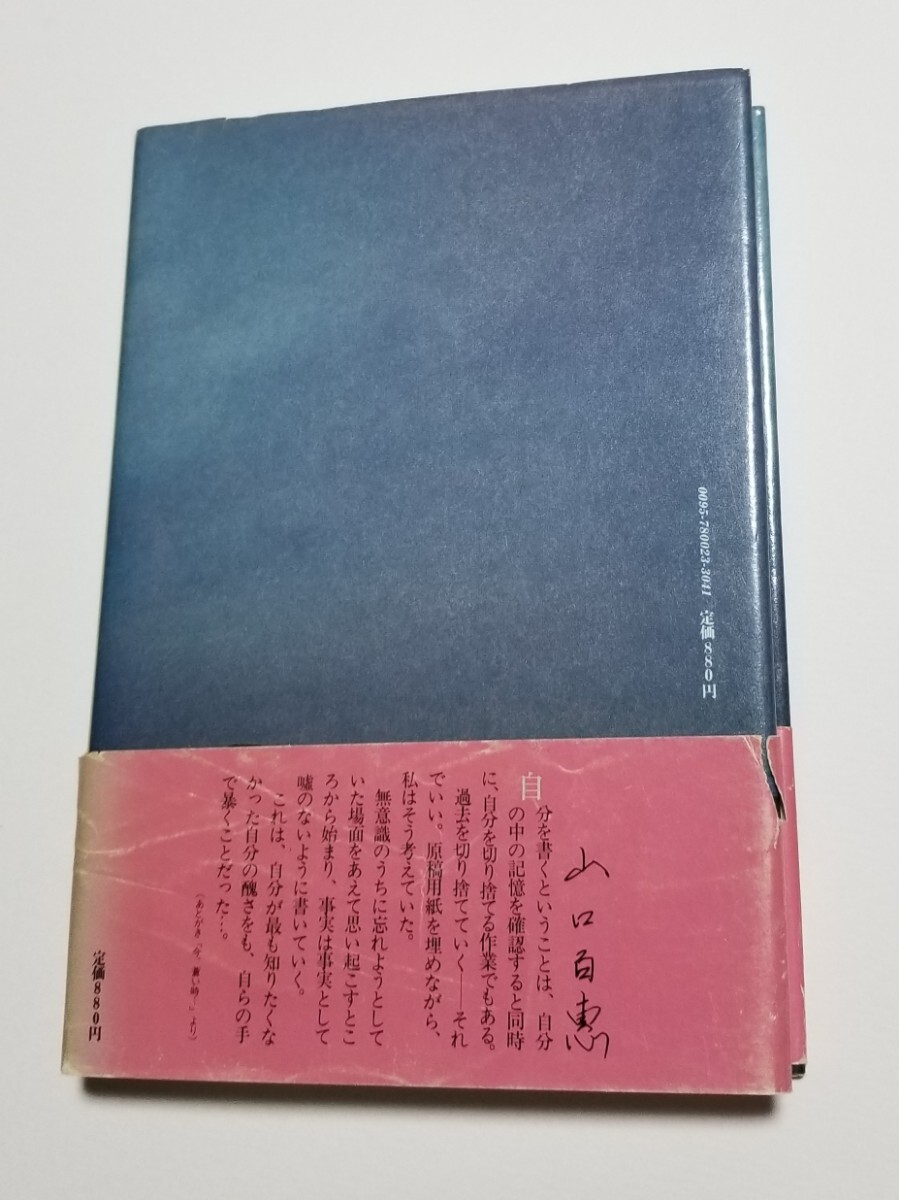 0095-780023-3041 定価880円
山口百惠
自分を書くということは、自分
の中の記憶を確認すると同時
に、自分を切り捨てる作業でもある。
過去を切り捨てていく――それ
でいい。原稿用紙を埋めながら、
私はそう考えていた。
無意識のうちに忘れようとして
いた場面をあえて思い起こすとこ
ろから始まり、事実は事実として
嘘のないように書いていく。
これは、自分が最も知りたくな
かった自分の醜さをも、自らの手
で暴くことだった…。
(あとがき「今、蒼い時…」より)
定価880円